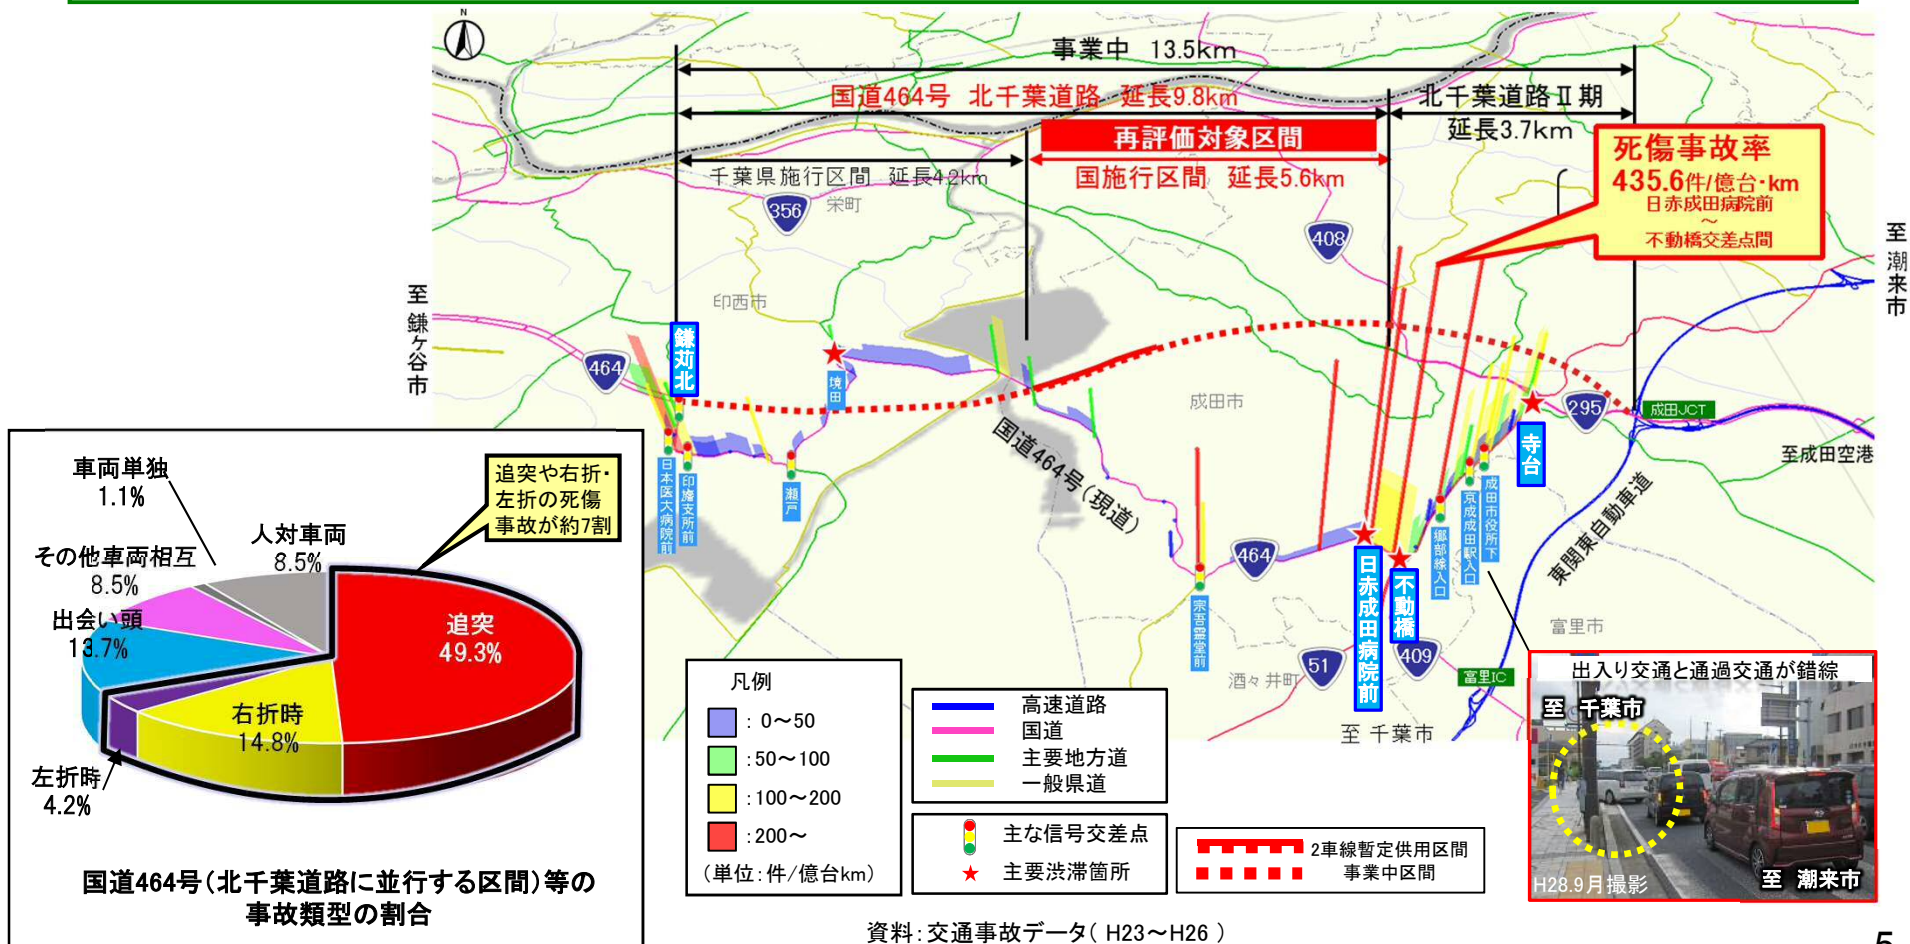 N
事業中 13.5km
国道464号 北千葉道路 延長9.8km
北千葉道路Ⅱ期
延長3.7km
再評価対象区間
千葉県施行区間 延長4.2km
国施行区間 延長5.6km
死傷事故率
435.6件/億台・km
日赤成田病院前
～
不動橋交差点間
356
栄町
408
至 潮来市
至 鎌ヶ谷市
印西市
464
鎌苅北
境田
成田市
295
成田JCT
至成田空港
国道464号(現道)
日本医大病院前
印旛支所前
瀬戸
宗吾霊堂前
464
日赤成田病院前
不動橋
郷部線入口
京成成田駅入口
成田市役所下
寺台
東関東自動車道
富里市
51
409
酒々井町
富里IC
至 千葉市
車両単独
1.1%
人対車両
8.5%
その他車両相互
8.5%
出会い頭
13.7%
追突
49.3%
右折時
14.8%
左折時
4.2%
追突や右折・
左折の死傷
事故が約7割
国道464号(北千葉道路に並行する区間)等の
事故類型の割合
凡例
:0～50
:50～100
:100～200
:200～
(単位:件/億台km)
高速道路
国道
主要地方道
一般県道
主な信号交差点
主要渋滞箇所
2車線暫定供用区間
事業中区間
出入り交通と通過交通が錯綜
至 千葉市
至 潮来市
H28.9月撮影
資料:交通事故データ( H23～H26 )
5